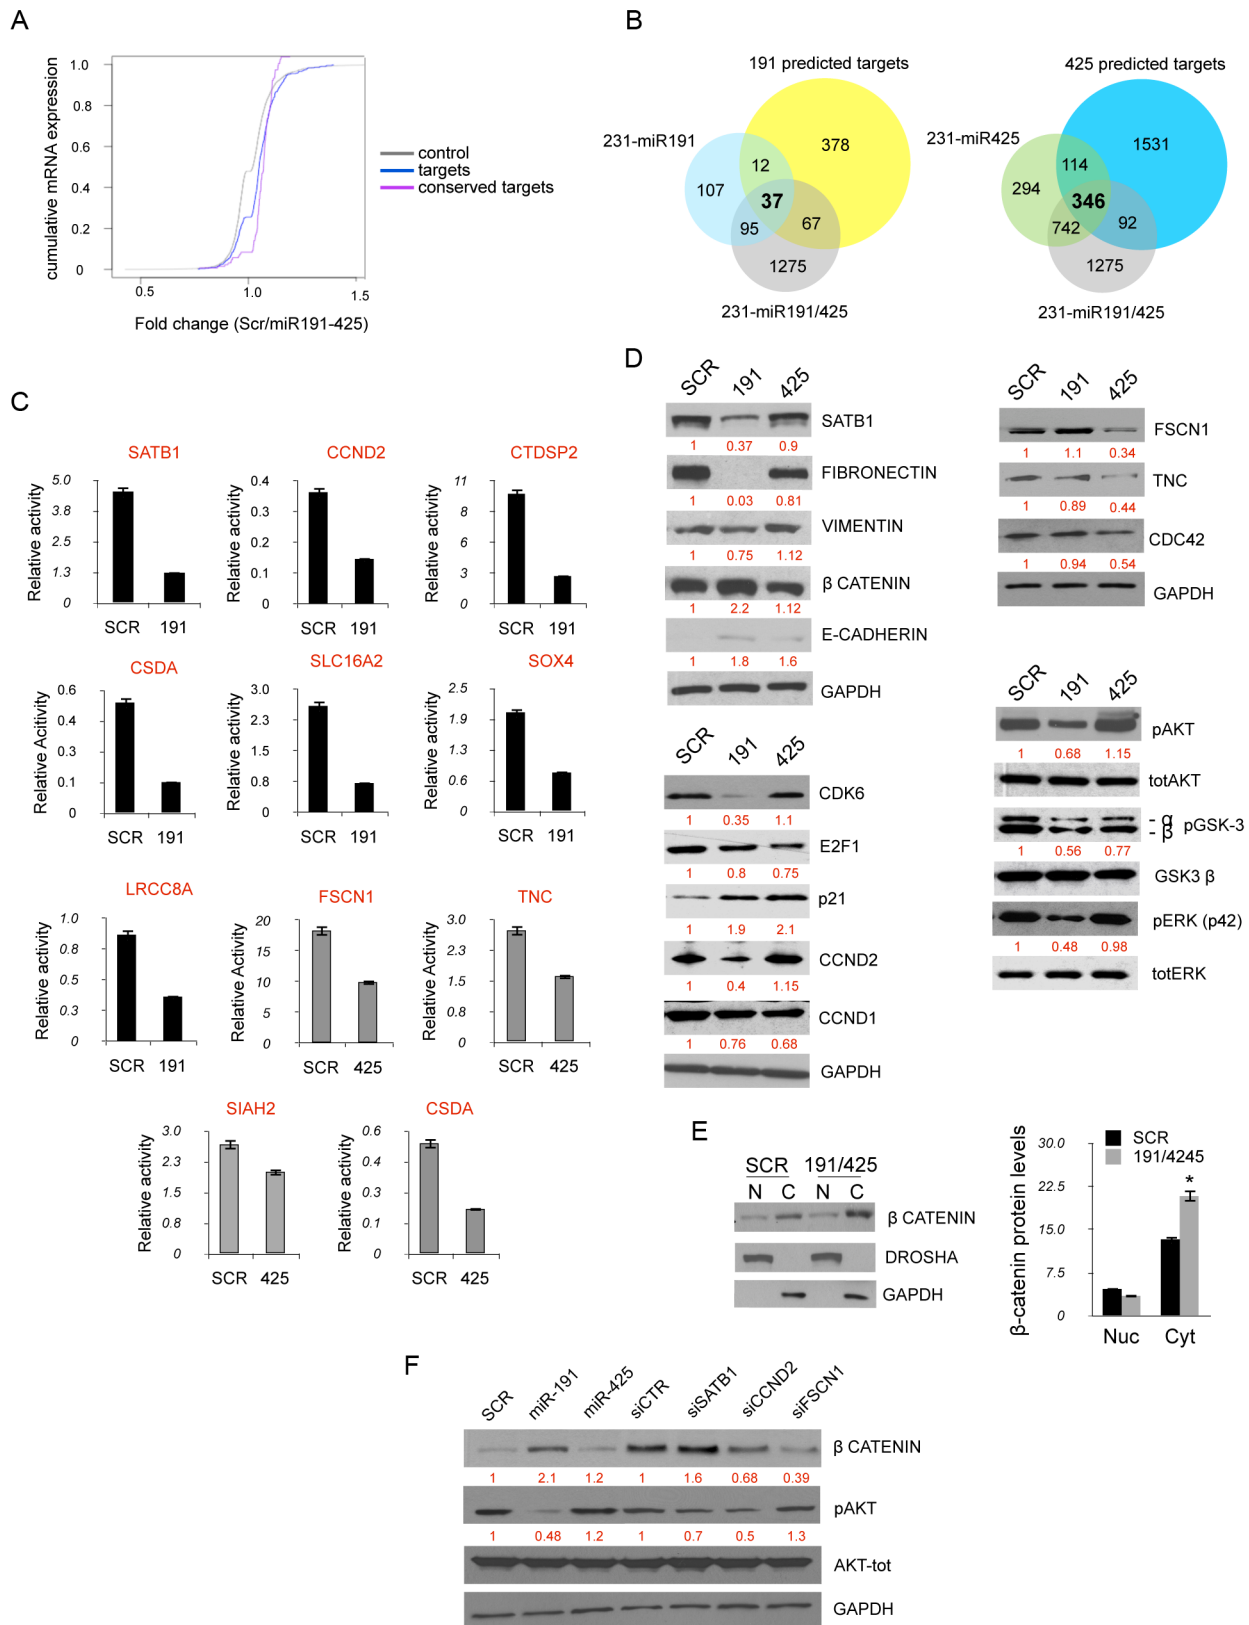 A
cumulative mRNA expression
1.0
0.8
0.6
0.4
0.2
0
0.5
1.0
1.5
Fold change (Scr/miR191-425)
control
targets
conserved targets
B
191 predicted targets
231-miR191
378
12
107
37
95
67
1275
231-miR191/425
425 predicted targets
231-miR425
1531
114
294
346
742
92
1275
231-miR191/425
C
SATB1
Relative activity
5.0
3.8
2.5
1.3
0
SCR 191
CCND2
Relative activity
0.4
0.3
0.2
0.1
0
SCR 191
CTDSP2
Relative activity
11
8
6
3
0
SCR 191
CSDA
Relative Activity
0.6
0.4
0.3
0.1
0
SCR 191
SLC16A2
Relative activity
3.0
2.3
1.5
0.8
0
SCR 191
SOX4
Relative activity
2.5
1.9
1.3
0.6
0
SCR 191
LRCC8A
Relative Activity
1.0
0.8
0.6
0.3
0
SCR 191
FSCN1
Relative Activity
20
15
10
5
0
SCR 425
TNC
Relative Activity
3.0
2.3
1.5
0.8
0
SCR 425
SIAH2
Relative activity
3.0
2.3
1.5
0.8
0
SCR 425
CSDA
Relative activity
0.6
0.4
0.3
0.1
0
SCR 425
D
SCR 191 425
SATB1
1 0.37 0.9
FIBRONECTIN
1 0.03 0.81
VIMENTIN
1 0.75 1.12
β CATENIN
1 2.2 1.12
E-CADHERIN
1 1.8 1.6
GAPDH
SCR 191 425
CDK6
1 0.35 1.1
E2F1
1 0.8 0.75
p21
1 1.9 2.1
CCND2
1 0.4 1.15
CCND1
1 0.76 0.68
GAPDH
SCR 191 425
FSCN1
1 1.1 0.34
TNC
1 0.89 0.44
CDC42
1 0.94 0.54
GAPDH
SCR 191 425
pAKT
1 0.68 1.15
totAKT
- α
- β
pGSK-3
1 0.56 0.77
GSK3 β
pERK (p42)
1 0.48 0.98
totERK
E
SCR 191/425
N C N C
β CATENIN
DROSHA
GAPDH
β-catenin protein levels
30.0
22.5
15.0
7.5
0
SCR
191/4245
*
Nuc Cyt
F
SCR miR-191 miR-425 siCTR siSATB1 siCCND2 siFSCN1
β CATENIN
1 2.1 1.2 1 1.6 0.68 0.39
pAKT
1 0.48 1.2 1 0.7 0.5 1.3
AKT-tot
GAPDH